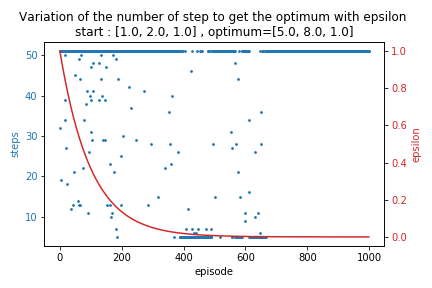 Variation of the number of step to get the optimum with epsilon
start : [1.0, 2.0, 1.0] , optimum=[5.0, 8.0, 1.0]
50
40
30
20
10
steps
1.0
0.8
0.6
0.4
0.2
0.0
epsilon
0 200 400 600 800 1000
episode